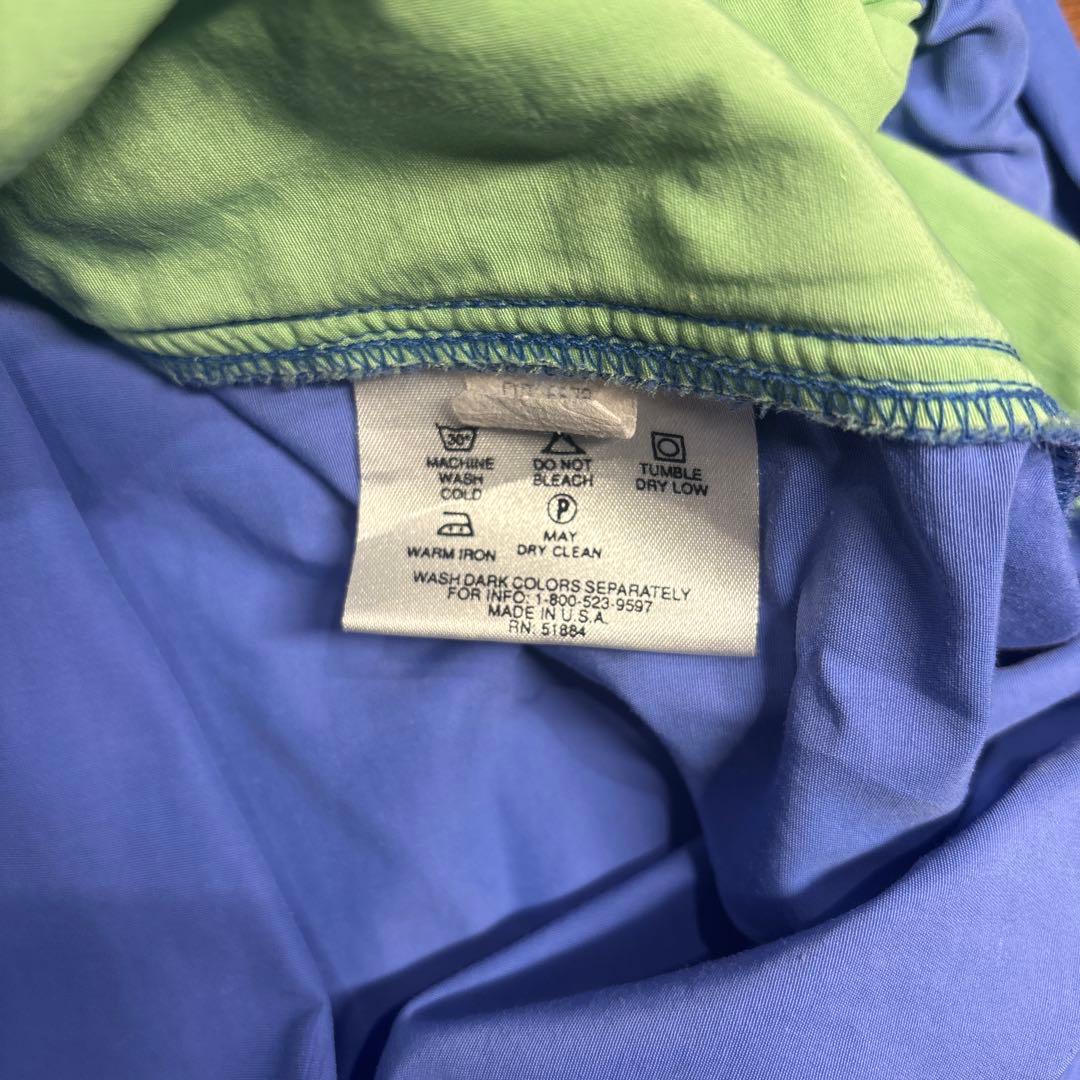 30°
MACHINE
WASH
COLD
DO NOT
BLEACH
TUMBLE
DRY LOW
WARM IRON
P
MAY
DRY CLEAN
WASH DARK COLORS SEPARATELY
FOR INFO: 1-800-523-9597
MADE IN U.S.A.
RN: 51884